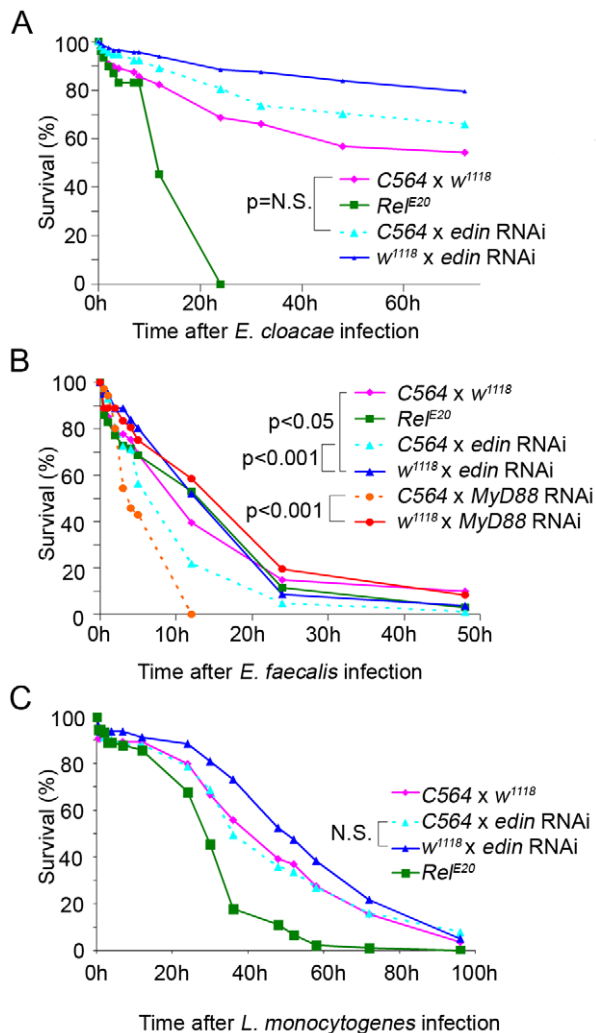 A
Survival (%)
100
80
60
40
20
0
p=N.S.
C564 x w1118
RelE20
C564 x edin RNAi
w1118 x edin RNAi
0h 20h 40h 60h
Time after E. cloacae infection
B
Survival (%)
100
80
60
40
20
0
p<0.05
p<0.001
p<0.001
C564 x w1118
RelE20
C564 x edin RNAi
w1118 x edin RNAi
C564 x MyD88 RNAi
w1118 x MyD88 RNAi
0h 10h 20h 30h 40h 50h
Time after E. faecalis infection
C
Survival (%)
100
80
60
40
20
0
N.S.
C564 x w1118
C564 x edin RNAi
w1118 x edin RNAi
RelE20
0h 20h 40h 60h 80h 100h
Time after L. monocytogenes infection